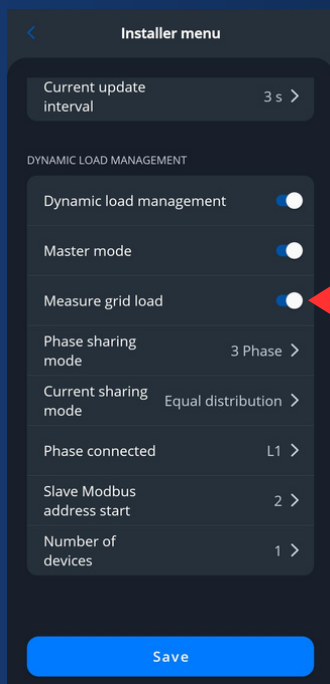 Installer menu
Current update
interval
3 s
DYNAMIC LOAD MANAGEMENT
Dynamic load management
Master mode
Measure grid load
Phase sharing
mode
3 Phase
Current sharing
mode
Equal distribution
Phase connected
L1
Slave Modbus
address start
2
Number of
devices
1
Save